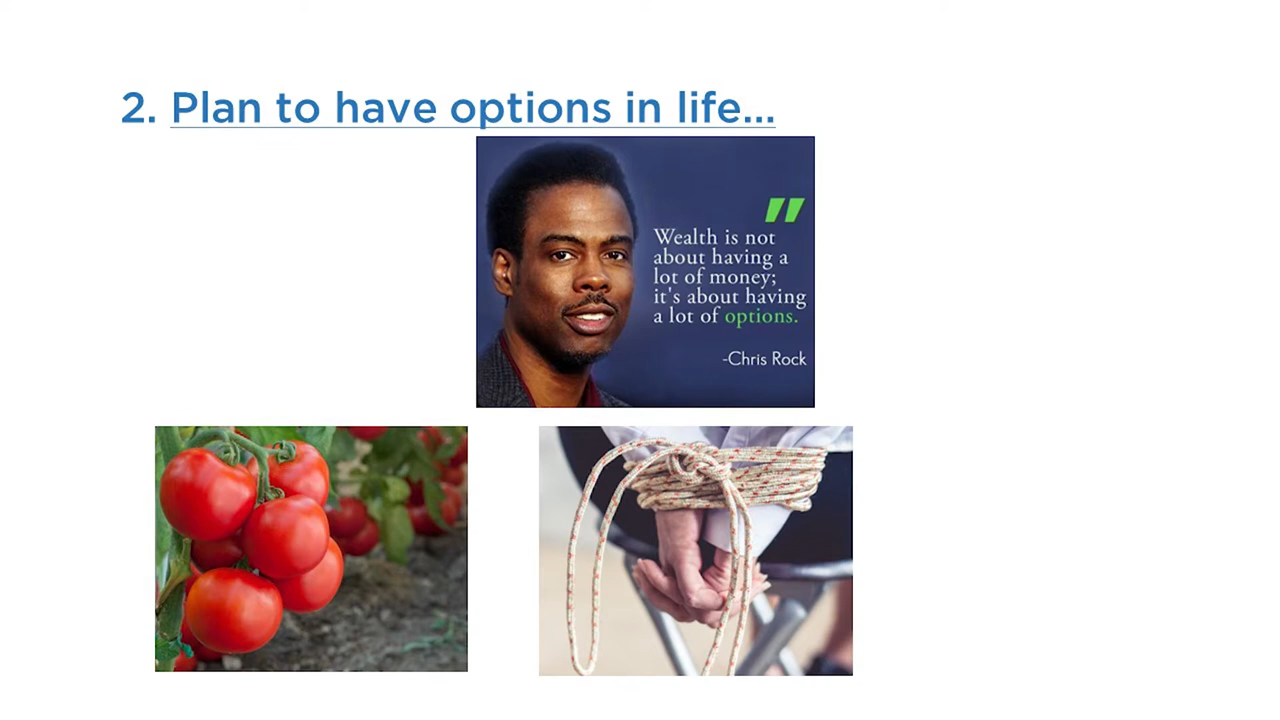 2. Plan to have options in life...
"
Wealth is not
about having a
lot of money;
it's about having
a lot of options.
-Chris Rock